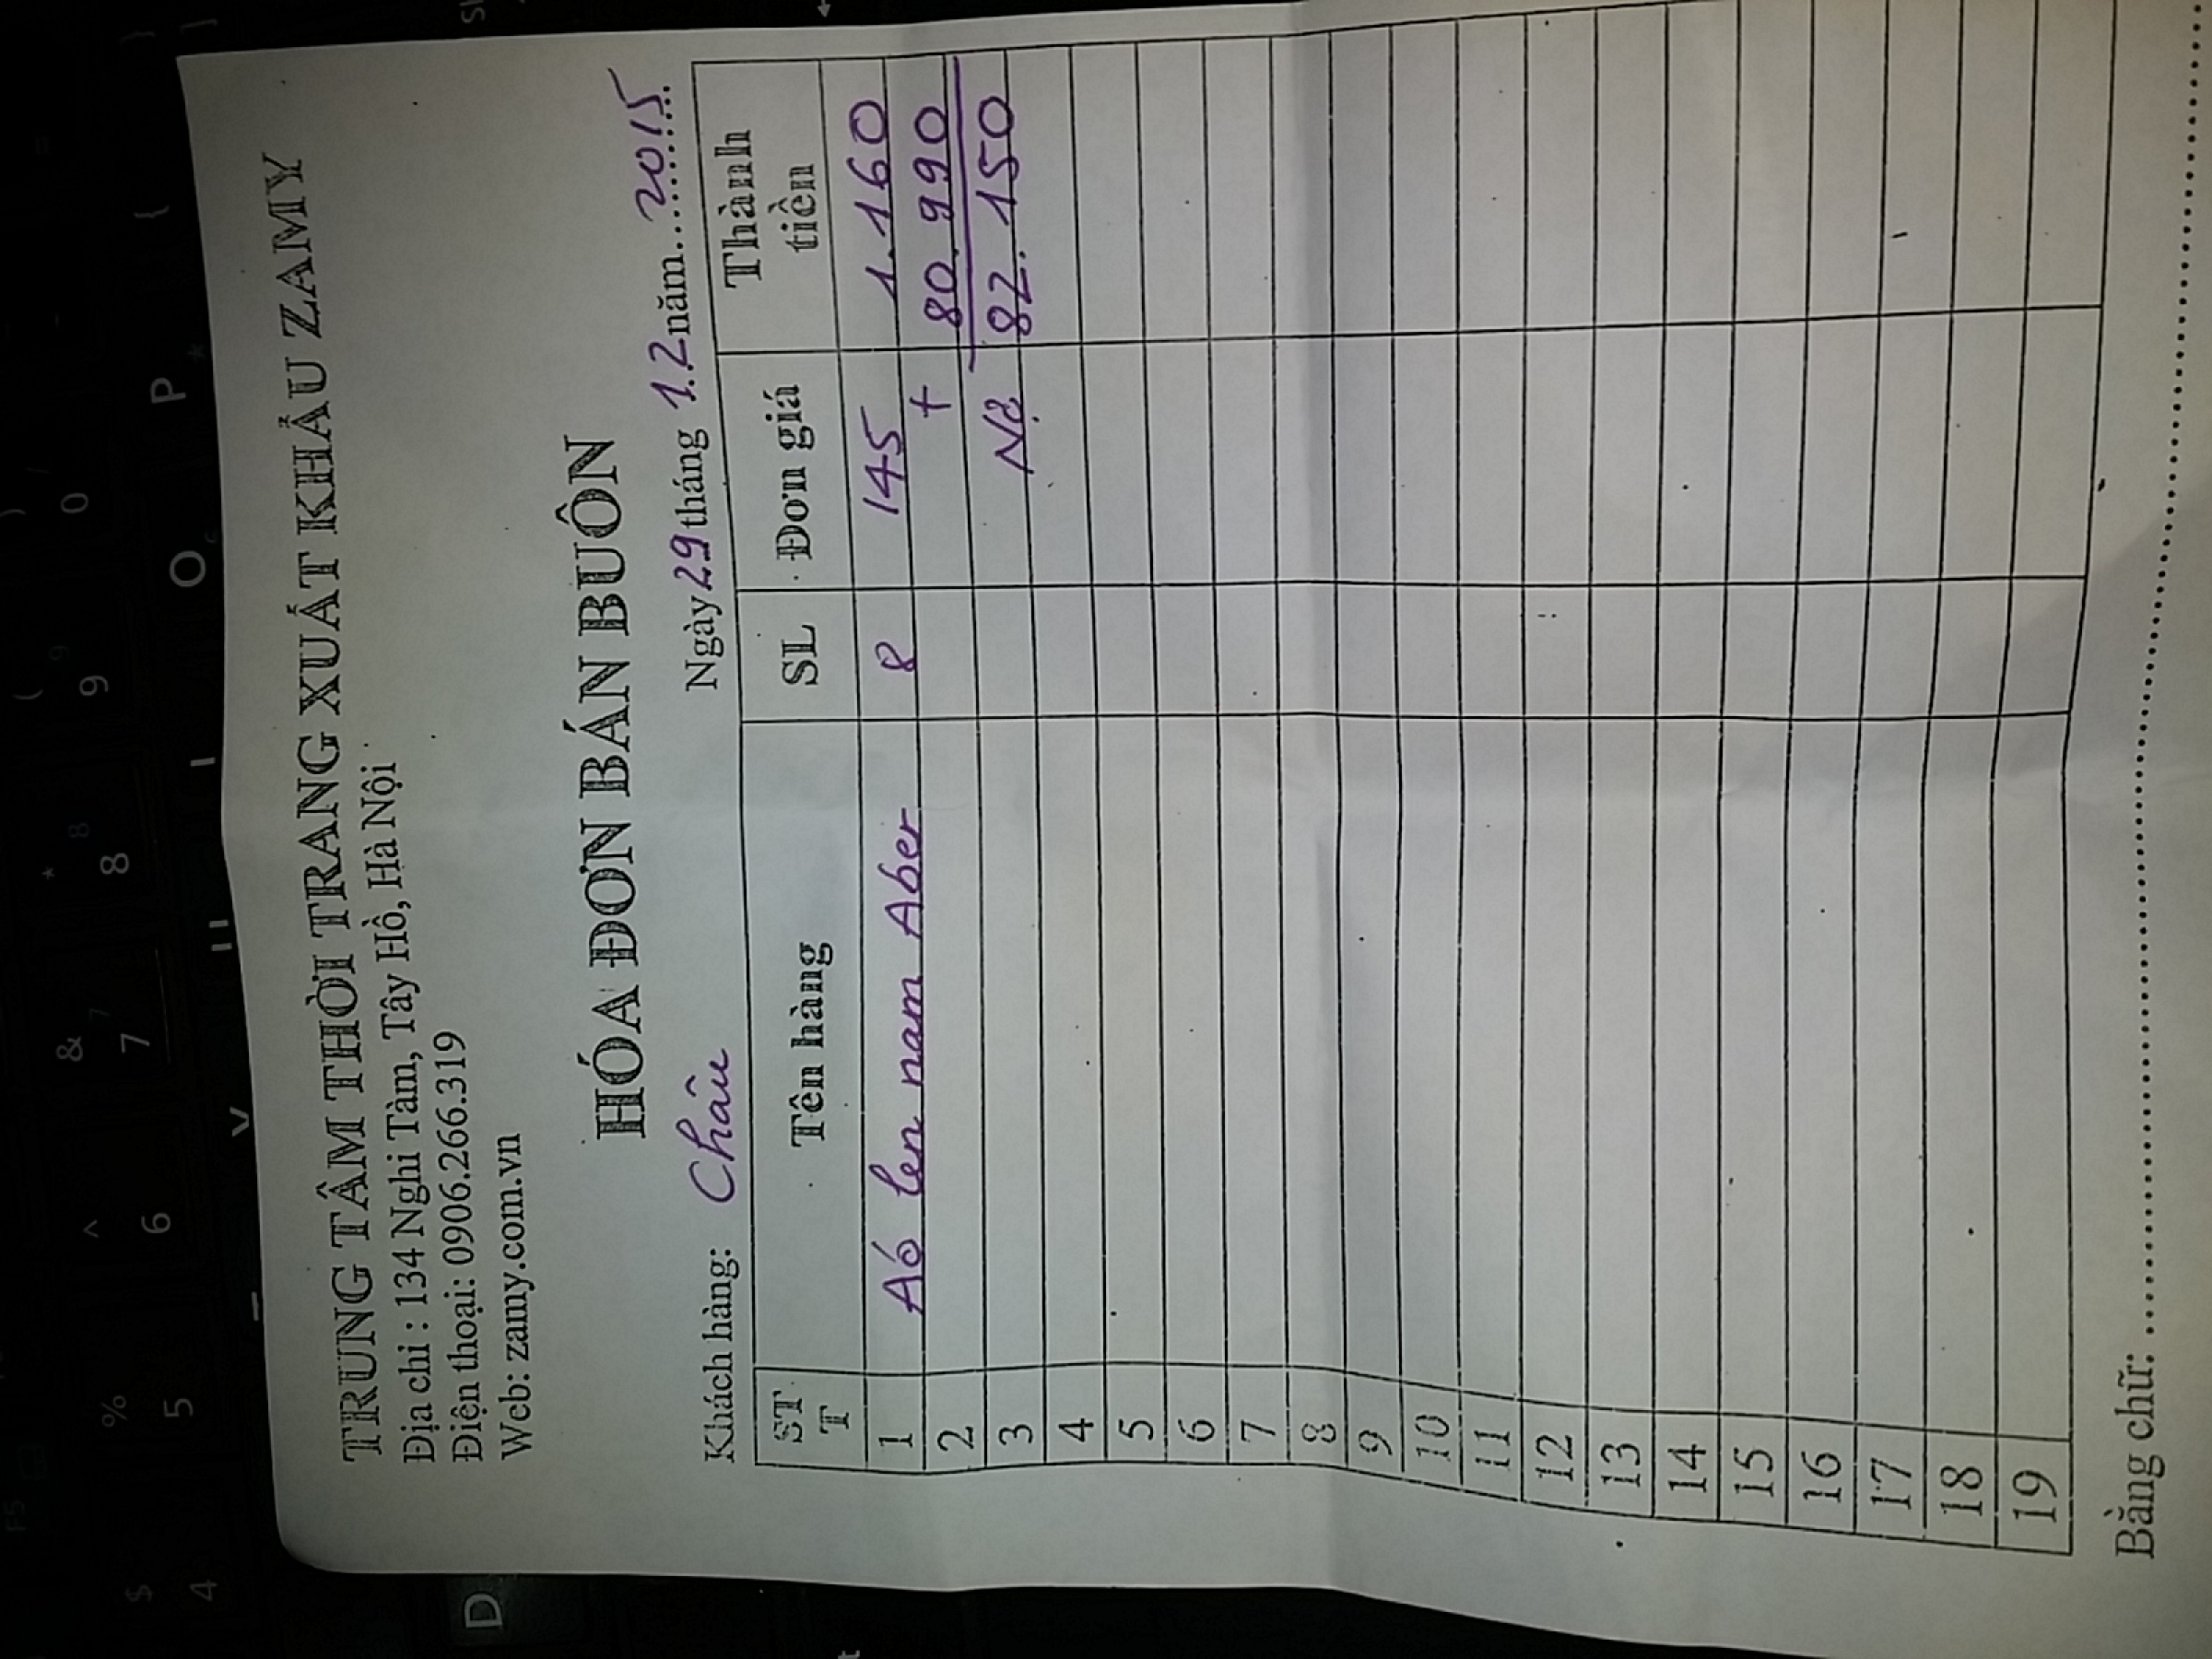 TRUNG TÂM THỜI TRANG XUẤT KHẨU ZAMY
Địa chỉ : 134 Nghi Tàm, Tây Hồ, Hà Nội
Điện thoại: 0906.266.319
Web: zamy.com.vn
HÓA ĐƠN BÁN BUÔN
Khách hàng: Châu Ngày 29 tháng 12 năm 2015
STT Tên hàng SL Đơn giá Thành tiền
1 Aó len nam Aber 8 145 1.160
2 + 80.990
3 Nợ 82.150
4
5
6
7
8
9
10
11
12
13
14
15
16
17
18
19
Bằng chữ: